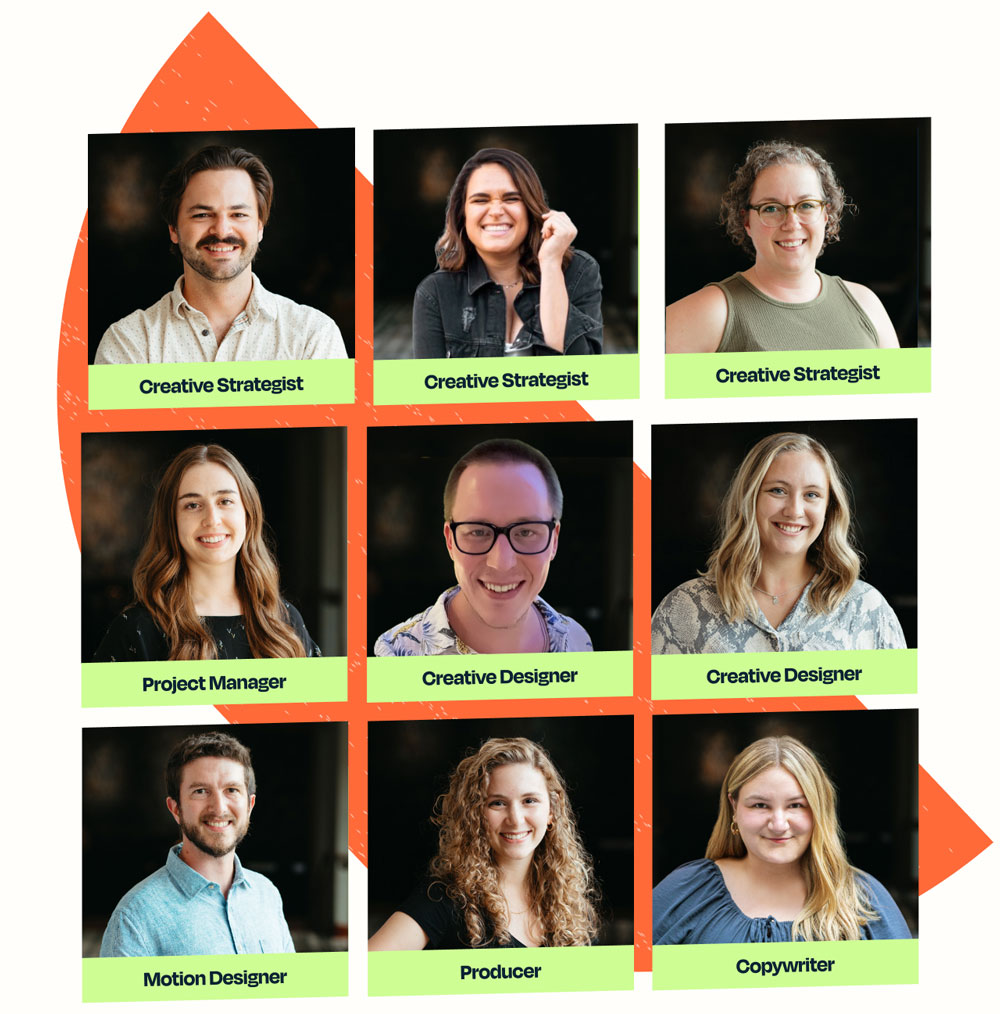 Creative Strategist
Creative Strategist
Creative Strategist
Project Manager
Creative Designer
Creative Designer
Motion Designer
Producer
Copywriter